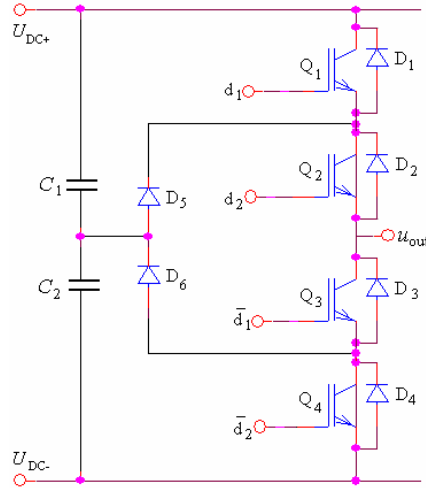 U_DC+
Q_1
D_1
d_1
C_1
D_5
Q_2
D_2
d_2
u_out
C_2
D_6
Q_3
D_3
d̄_1
Q_4
D_4
d̄_2
U_DC-